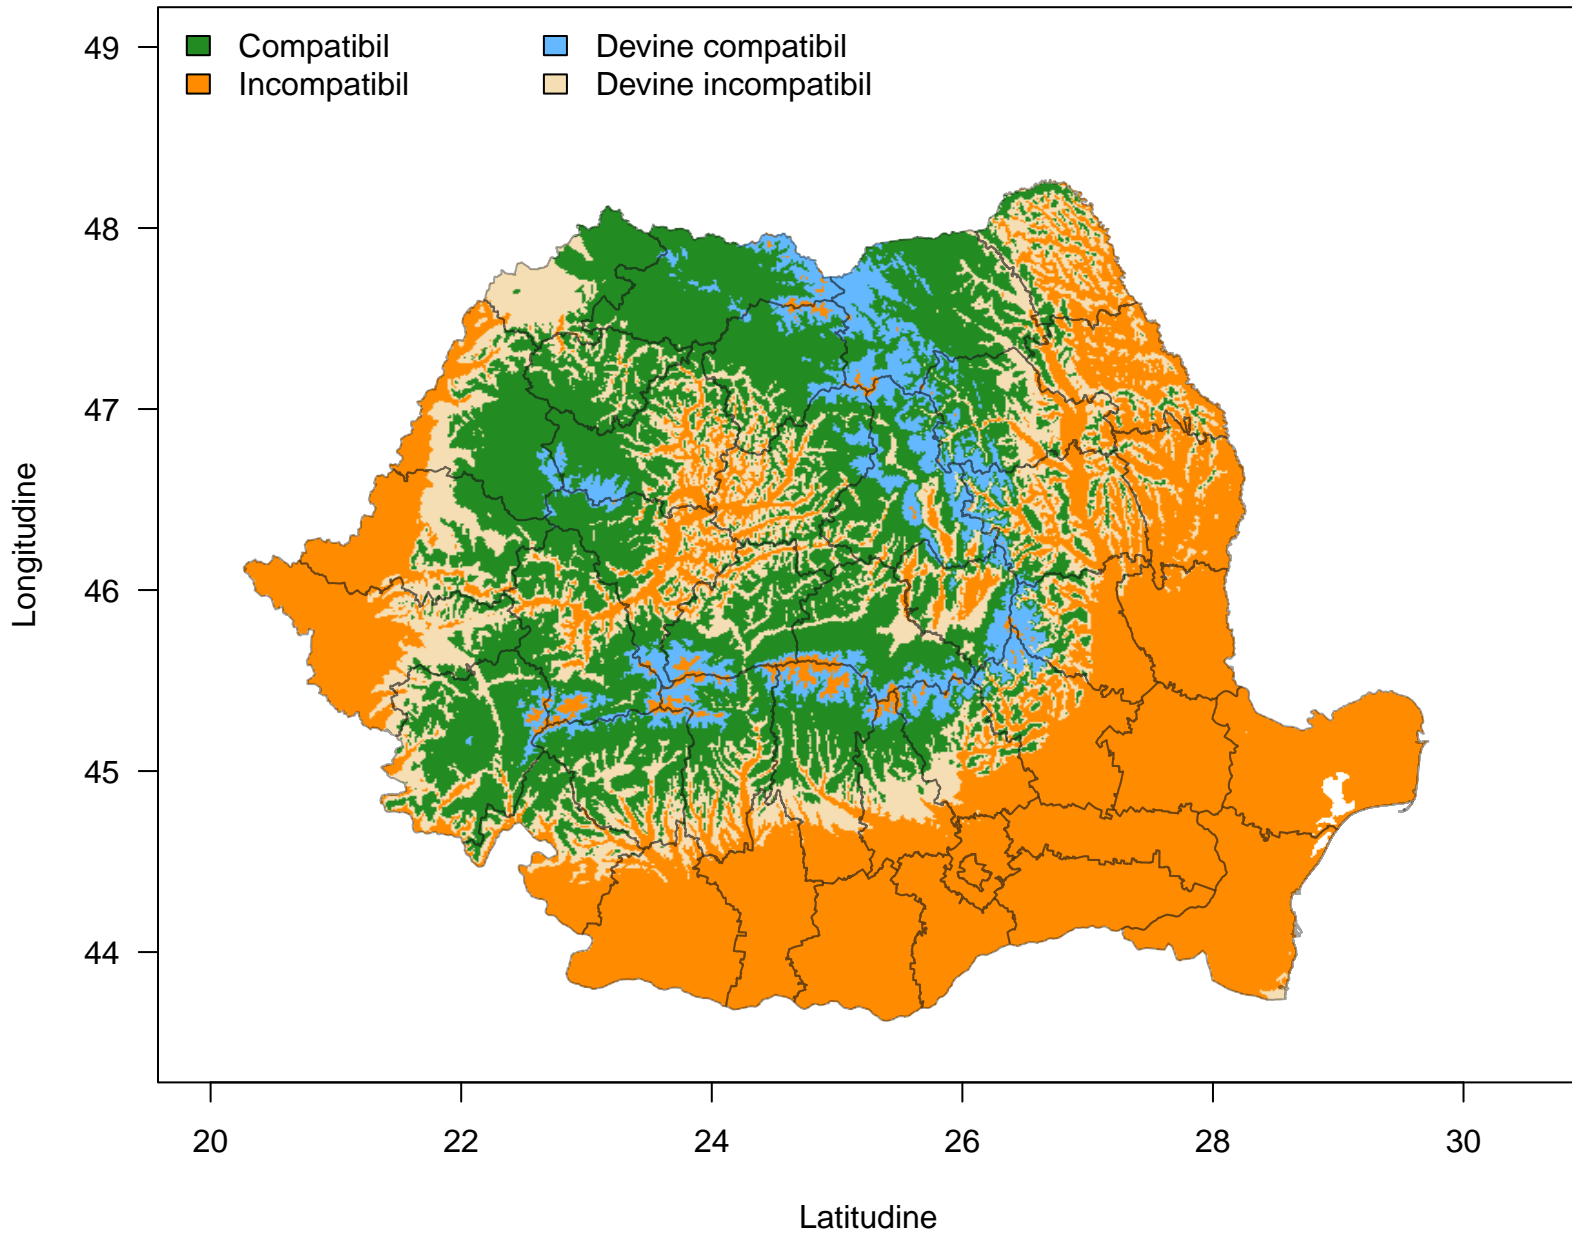 Compatibil
Incompatibil
Devine compatibil
Devine incompatibil
49
48
47
46
45
44
Longitudine
20 22 24 26 28 30
Latitudine